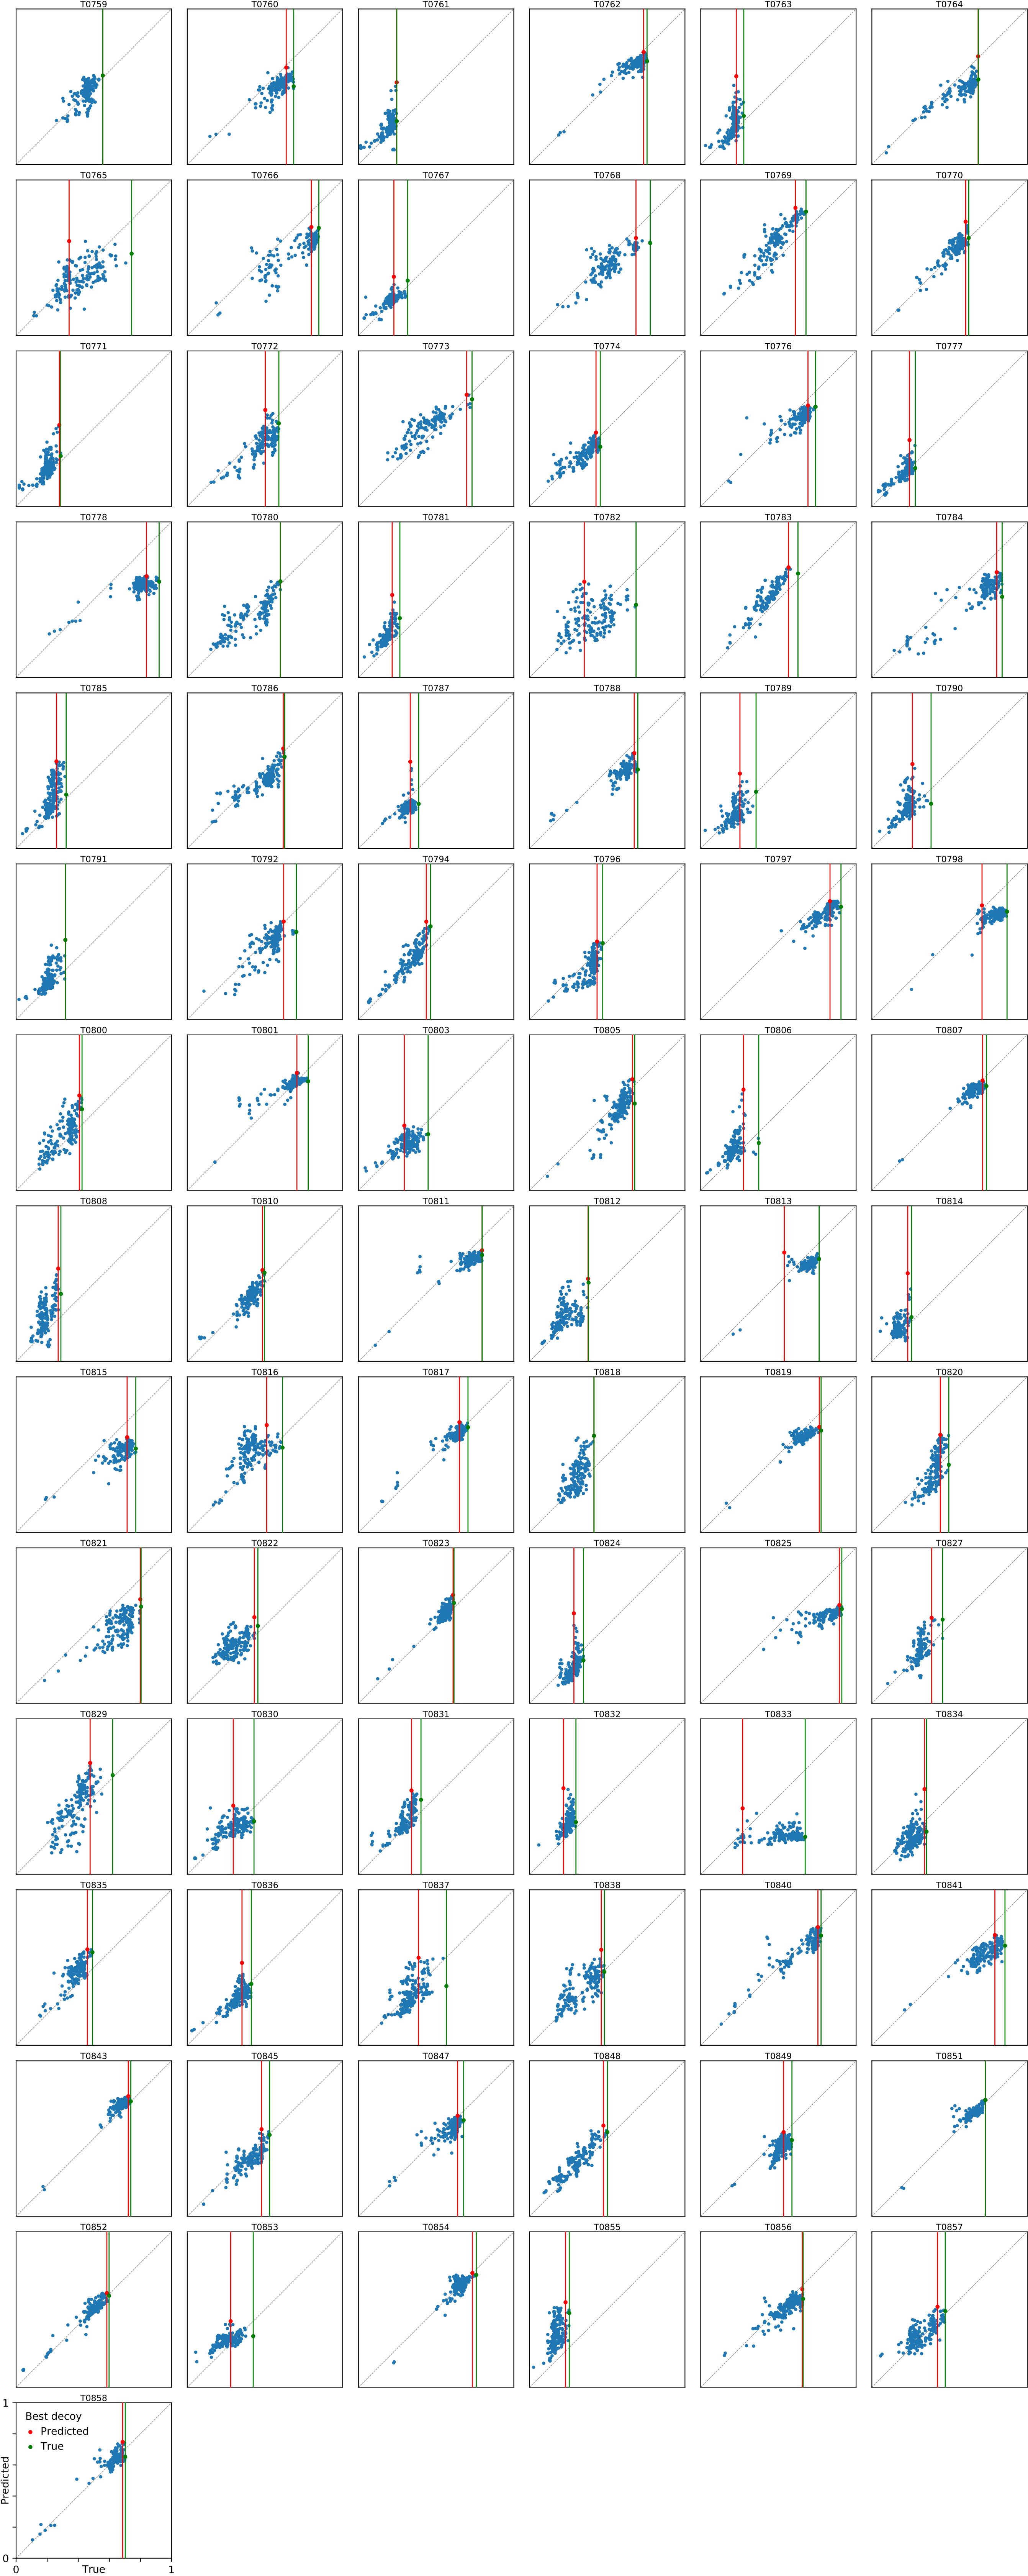 T0759 T0760 T0761 T0762 T0763 T0764
T0765 T0766 T0767 T0768 T0769 T0770
T0771 T0772 T0773 T0774 T0776 T0777
T0778 T0780 T0781 T0782 T0783 T0784
T0785 T0786 T0787 T0788 T0789 T0790
T0791 T0792 T0794 T0796 T0797 T0798
T0800 T0801 T0803 T0805 T0806 T0807
T0808 T0810 T0811 T0812 T0813 T0814
T0815 T0816 T0817 T0818 T0819 T0820
T0821 T0822 T0823 T0824 T0825 T0827
T0829 T0830 T0831 T0832 T0833 T0834
T0835 T0836 T0837 T0838 T0840 T0841
T0843 T0845 T0847 T0848 T0849 T0851
T0852 T0853 T0854 T0855 T0856 T0857
T0858
1
Best decoy
Predicted
True
Predicted
0
0 True 1